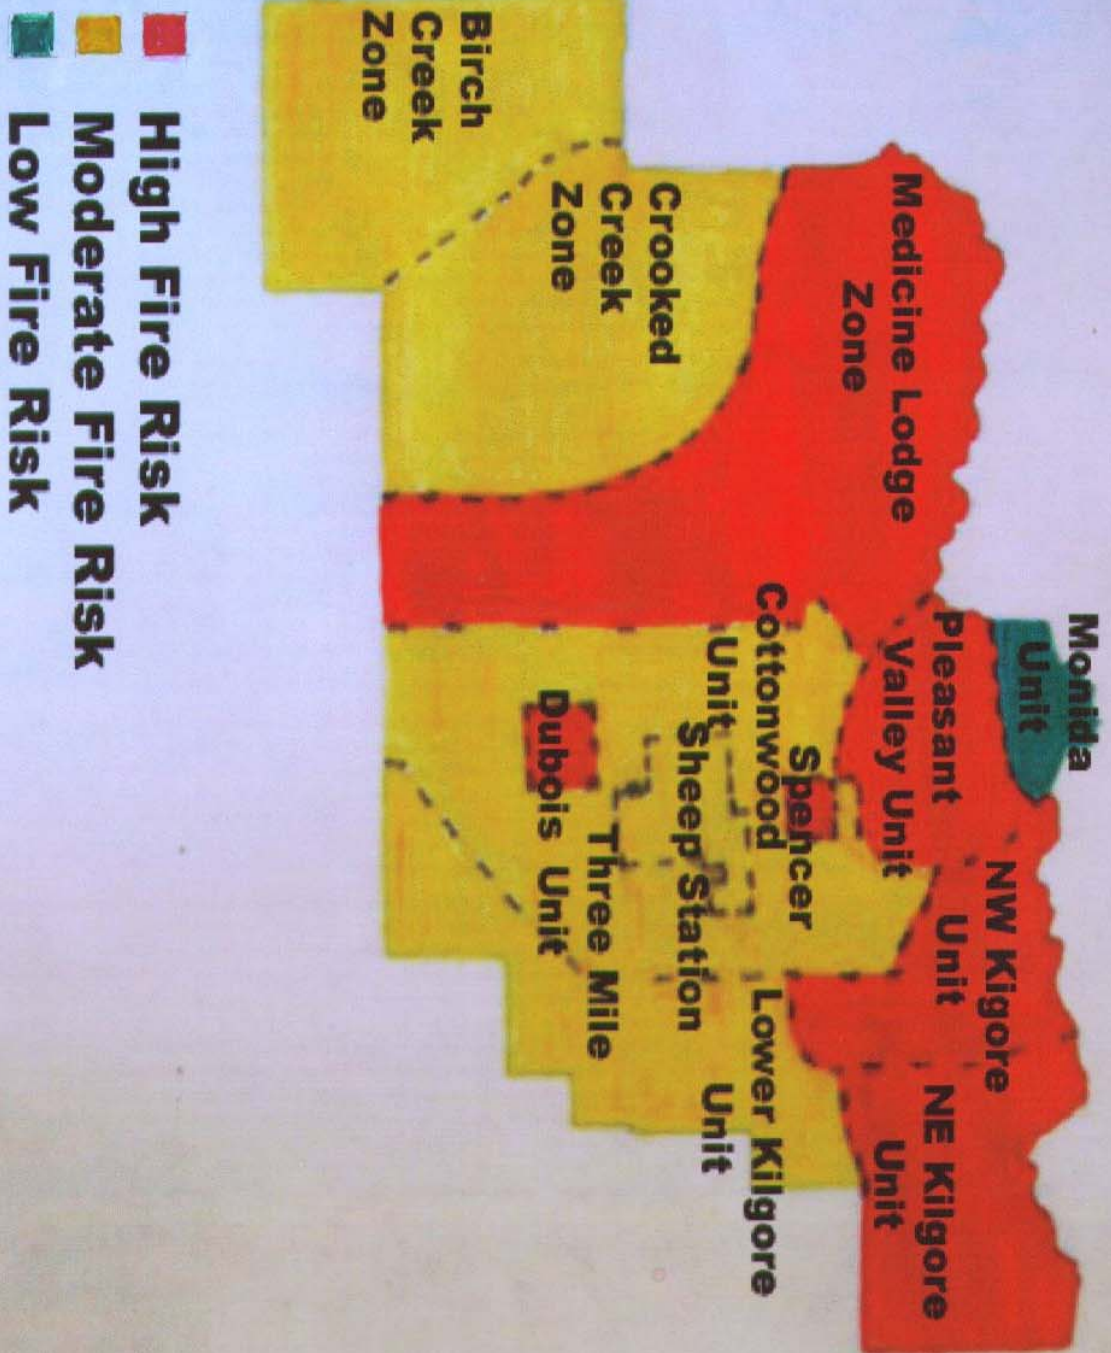 Monida
Unit
NW Kigore
Unit
Pleasant
Valley Unit
NE Kilgore
Unit
Medicine Lodge
Zone
Spencer
Cottonwood
Unit
Lower Kilgore
Unit
Sheep Station
Crooked
Creek
Zone
Three Mile
Dubois Unit
Birch
Creek
Zone
High Fire Risk
Moderate Fire Risk
Low Fire Risk